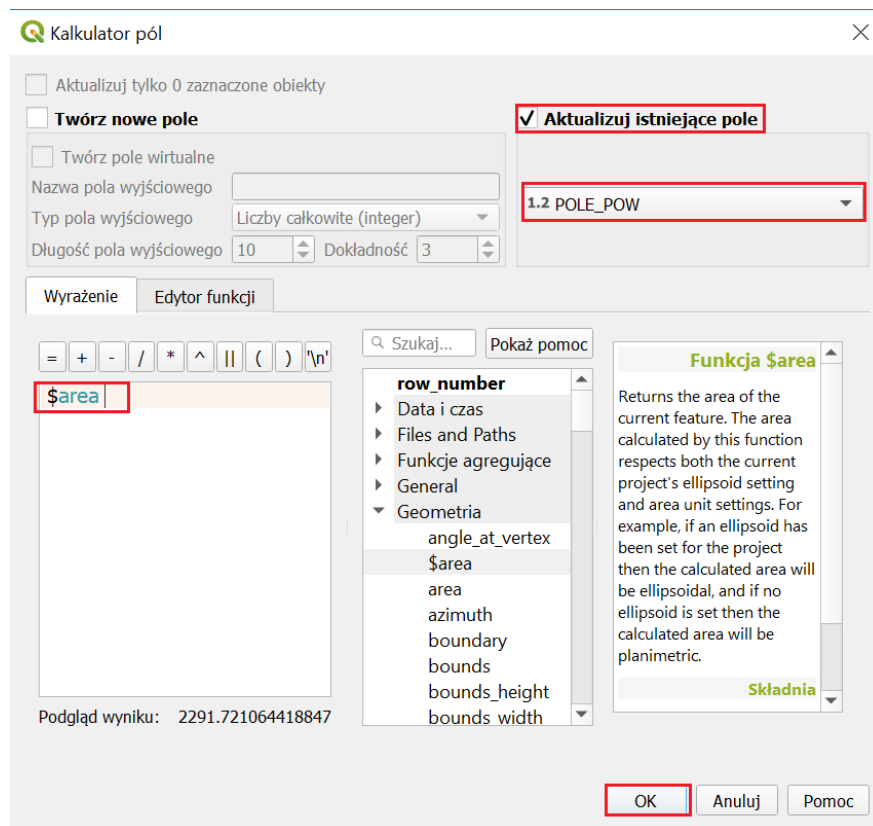 Kalkulator pól
Aktualizuj tylko 0 zaznaczone obiekty
Twórz nowe pole
Aktualizuj istniejące pole
Twórz pole wirtualne
Nazwa pola wyjściowego
Typ pola wyjściowego Liczby całkowite (integer)
Długość pola wyjściowego 10 Dokładność 3
1.2 POLE_POW
Wyrażenie Edytor funkcji
= + - / * ^ || ( ) '\n'
$area
Podgląd wyniku: 2291.721064418847
Szukaj... Pokaż pomoc
row_number
Data i czas
Files and Paths
Funkcje agregujące
General
Geometria
angle_at_vertex
$area
area
azimuth
boundary
bounds
bounds_height
bounds_width
Funkcja $area
Returns the area of the
current feature. The area
calculated by this function
respects both the current
project's ellipsoid setting
and area unit settings. For
example, if an ellipsoid has
been set for the project
then the calculated area will
be ellipsoidal, and if no
ellipsoid is set then the
calculated area will be
planimetric.
Składnia
OK Anuluj Pomoc